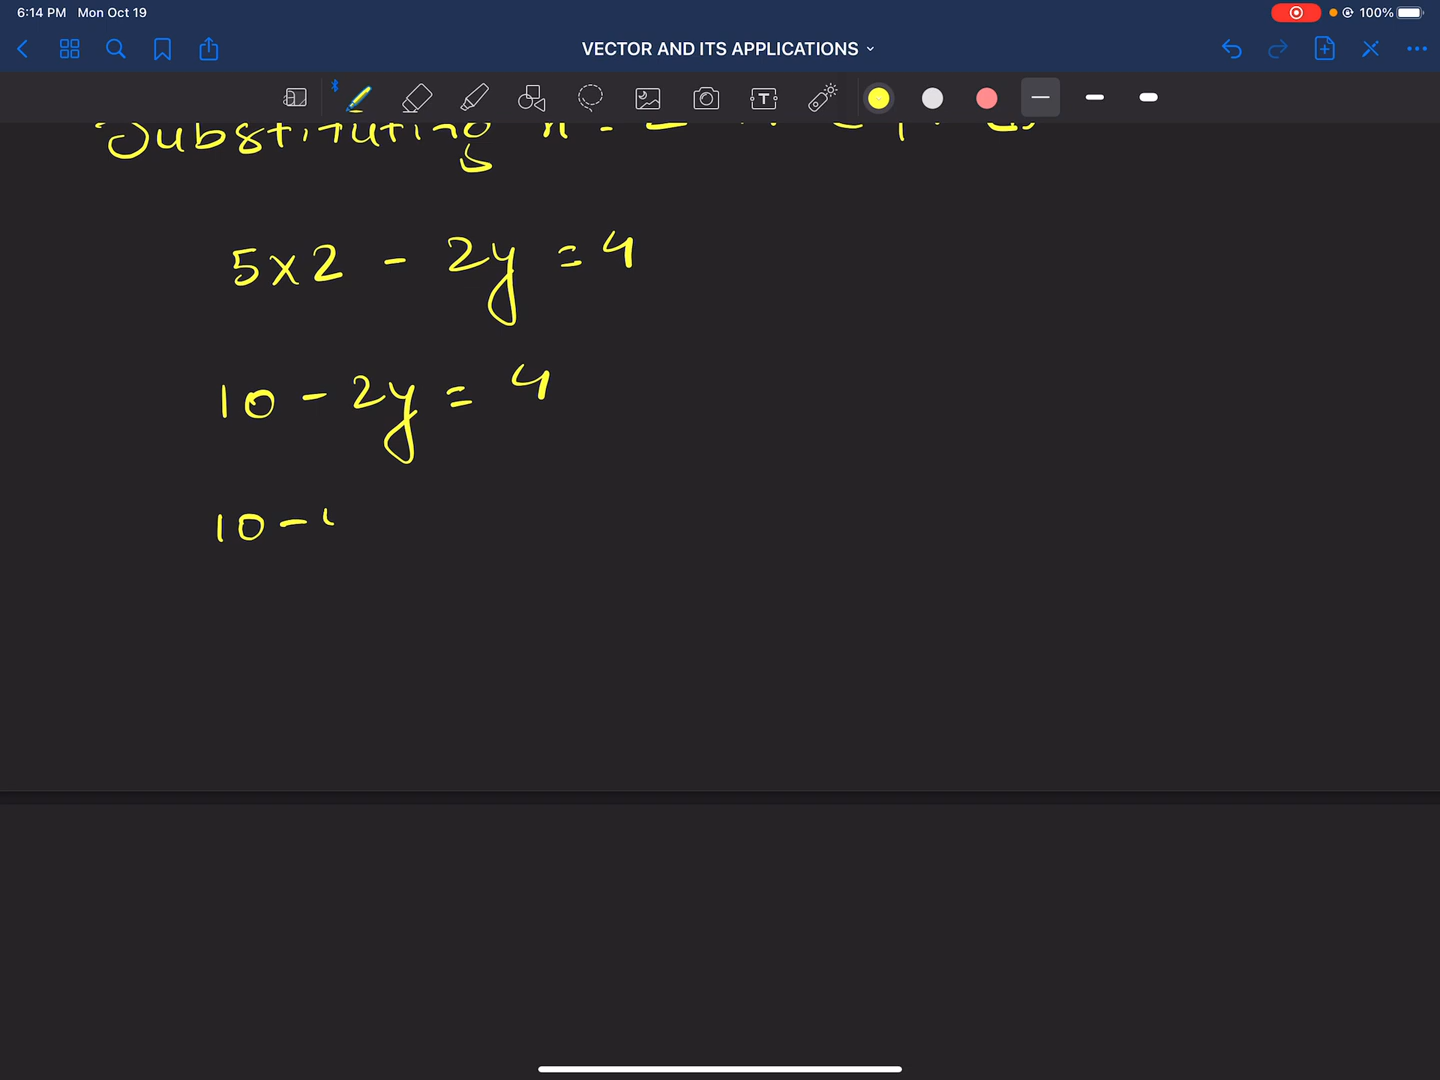 6:14 PM Mon Oct 19 100%
VECTOR AND ITS APPLICATIONS
T
Substituting
5x2 - 2y = 4
10 - 2y = 4
10 -